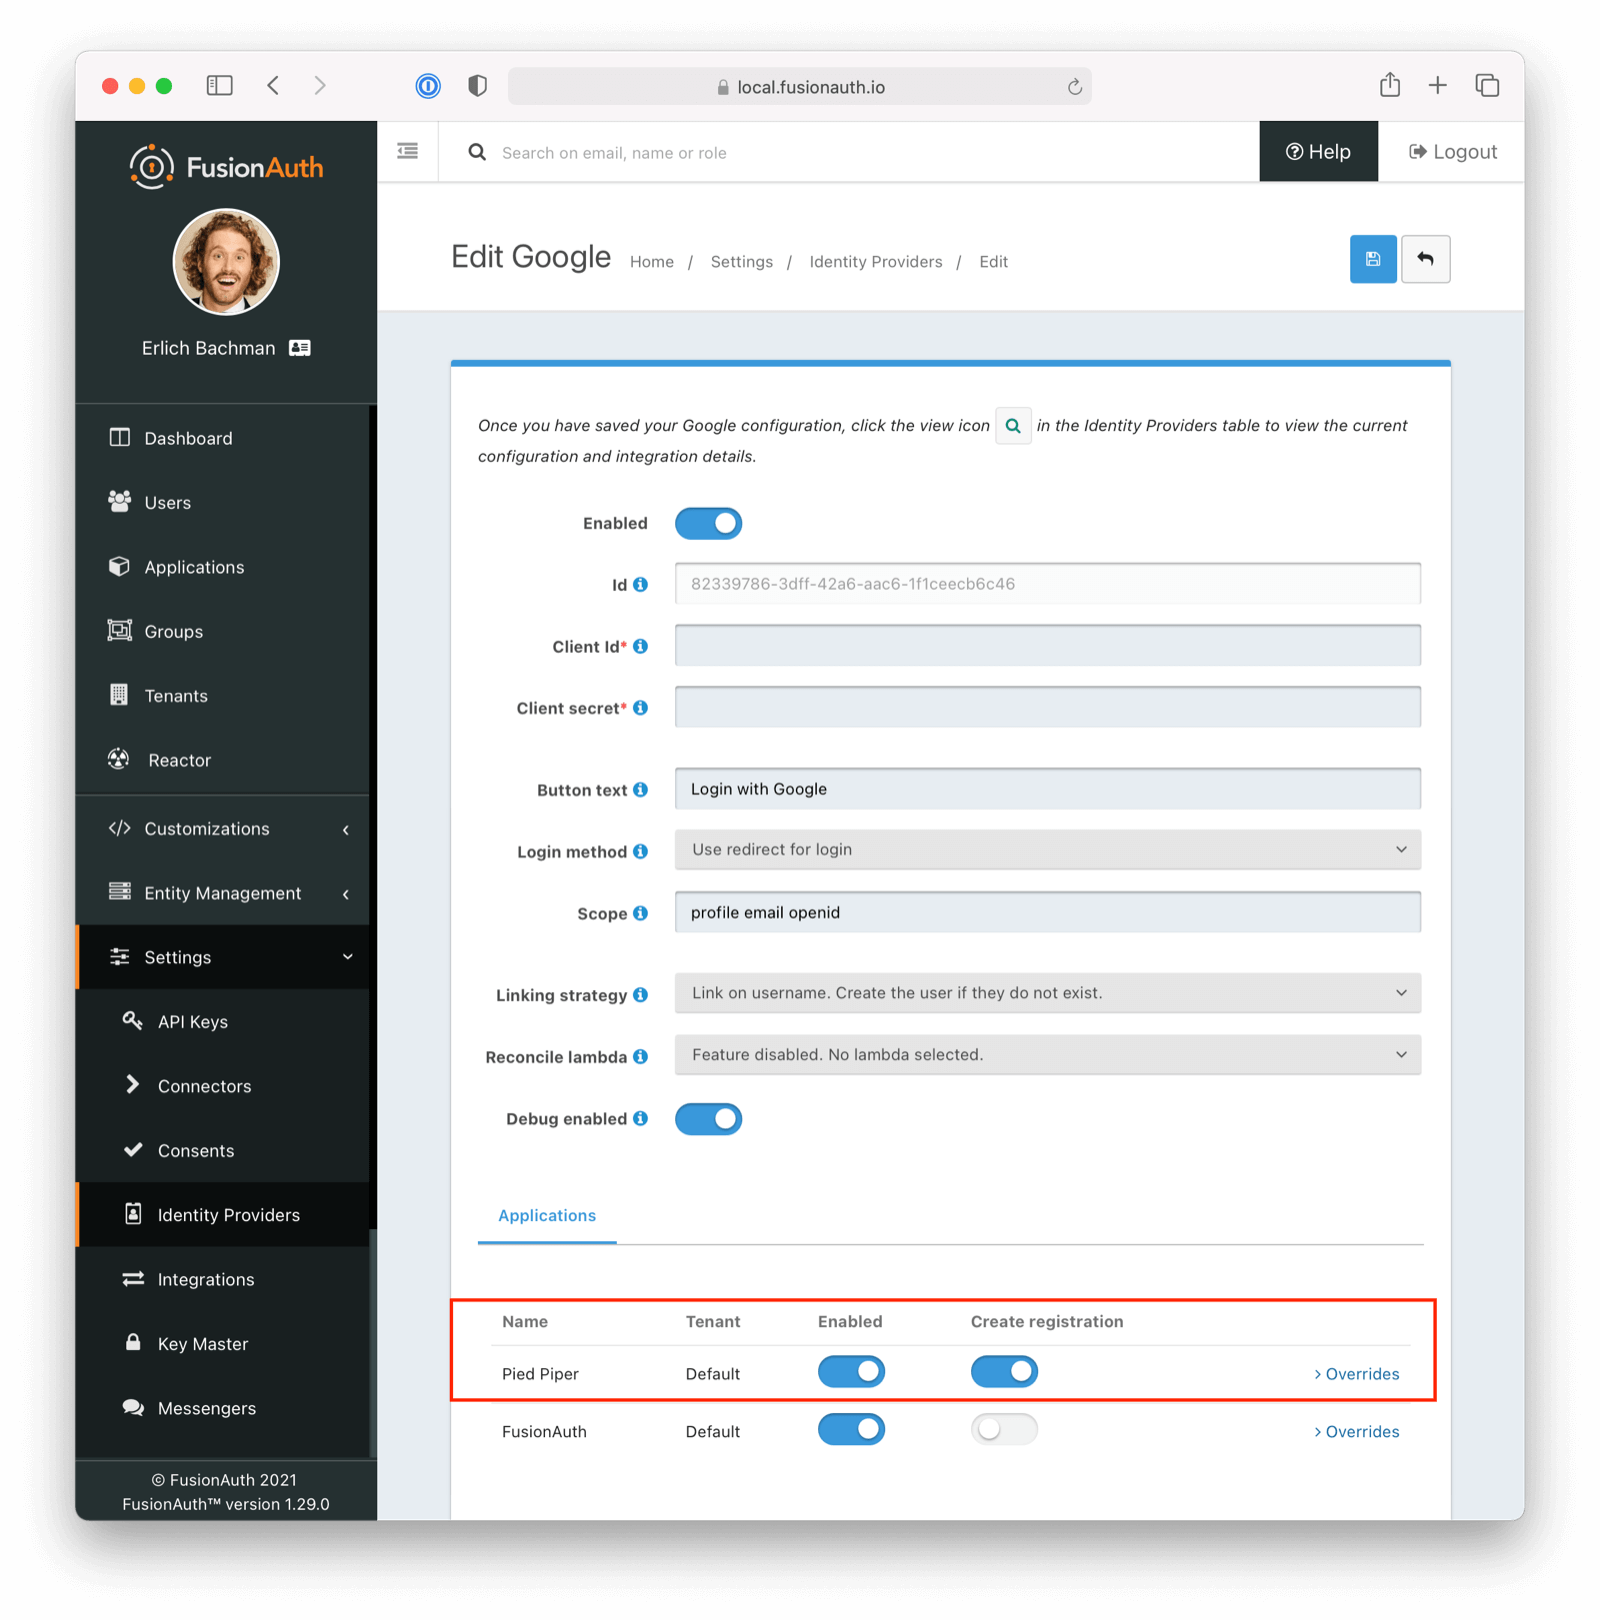 local.fusionauth.io
FusionAuth
Erlich Bachman
Dashboard
Users
Applications
Groups
Tenants
Reactor
Customizations
Entity Management
Settings
API Keys
Connectors
Consents
Identity Providers
Integrations
Key Master
Messengers
© FusionAuth 2021
FusionAuth™ version 1.29.0
Search on email, name or role
Help
Logout
Edit Google
Home / Settings / Identity Providers / Edit
Once you have saved your Google configuration, click the view icon in the Identity Providers table to view the current
configuration and integration details.
Enabled
Id 82339786-3dff-42a6-aac6-1f1ceecb6c46
Client Id*
Client secret*
Button text Login with Google
Login method Use redirect for login
Scope profile email openid
Linking strategy Link on username. Create the user if they do not exist.
Reconcile lambda Feature disabled. No lambda selected.
Debug enabled
Applications
Name Tenant Enabled Create registration
Pied Piper Default Overrides
FusionAuth Default Overrides